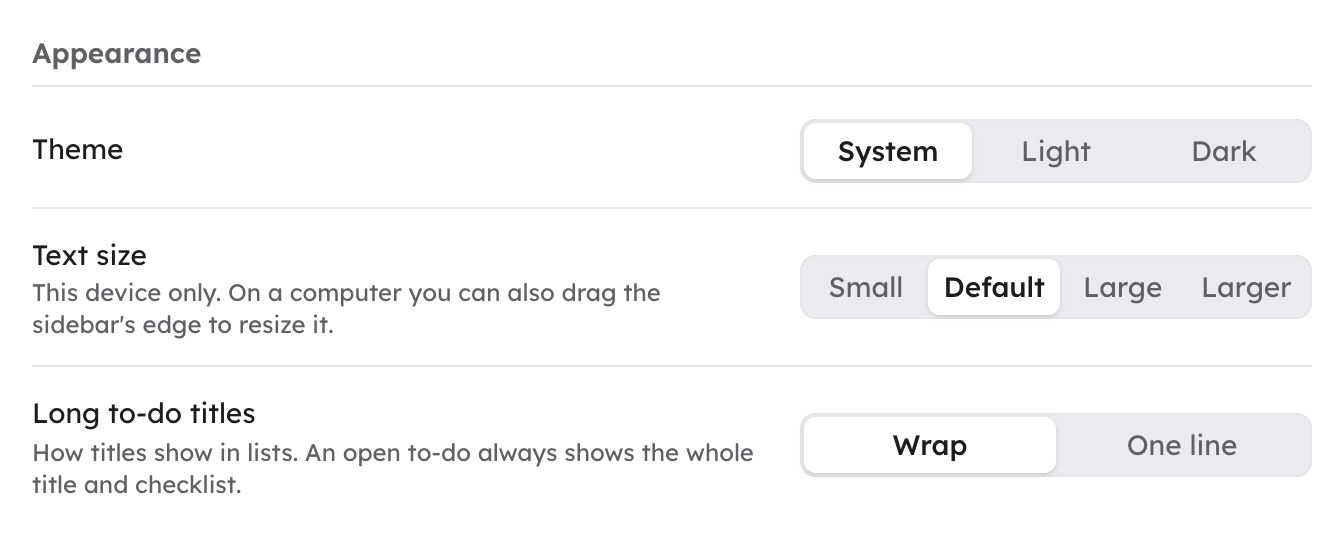 Appearance
Theme
System Light Dark
Text size
This device only. On a computer you can also drag the
sidebar's edge to resize it.
Small Default Large Larger
Long to-do titles
How titles show in lists. An open to-do always shows the whole
title and checklist.
Wrap One line